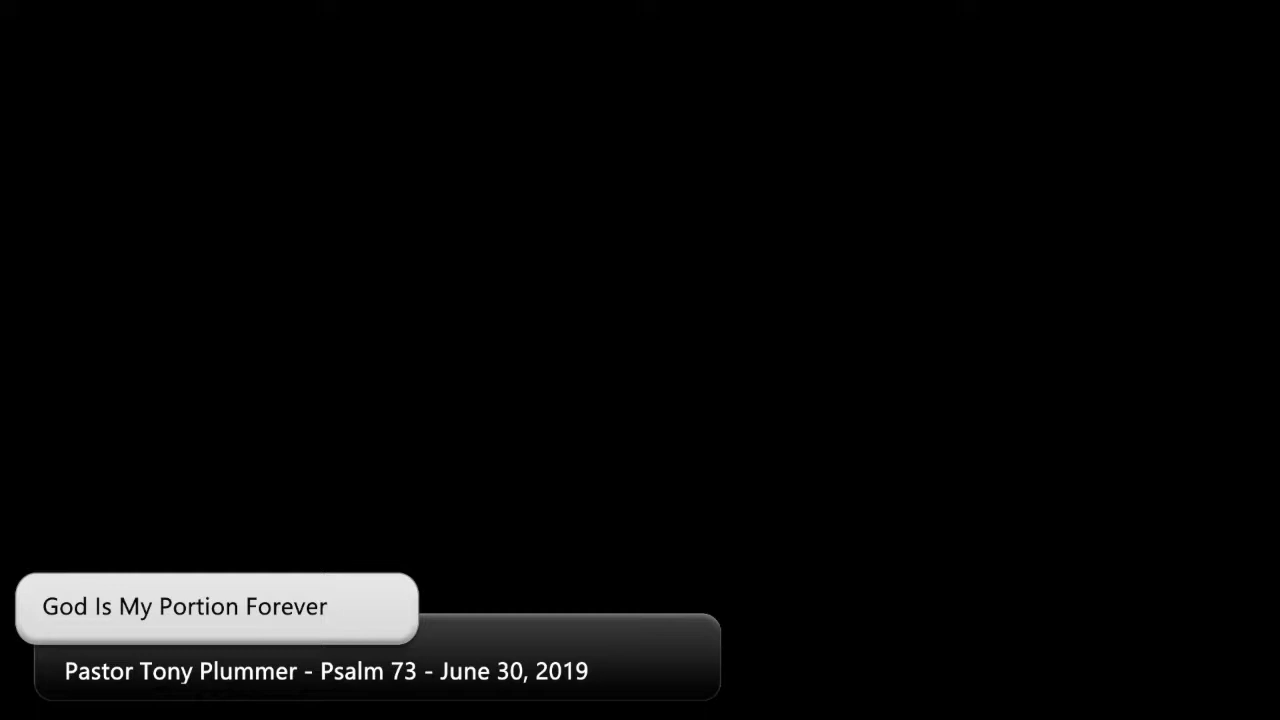 God Is My Portion Forever
Pastor Tony Plummer - Psalm 73 - June 30, 2019